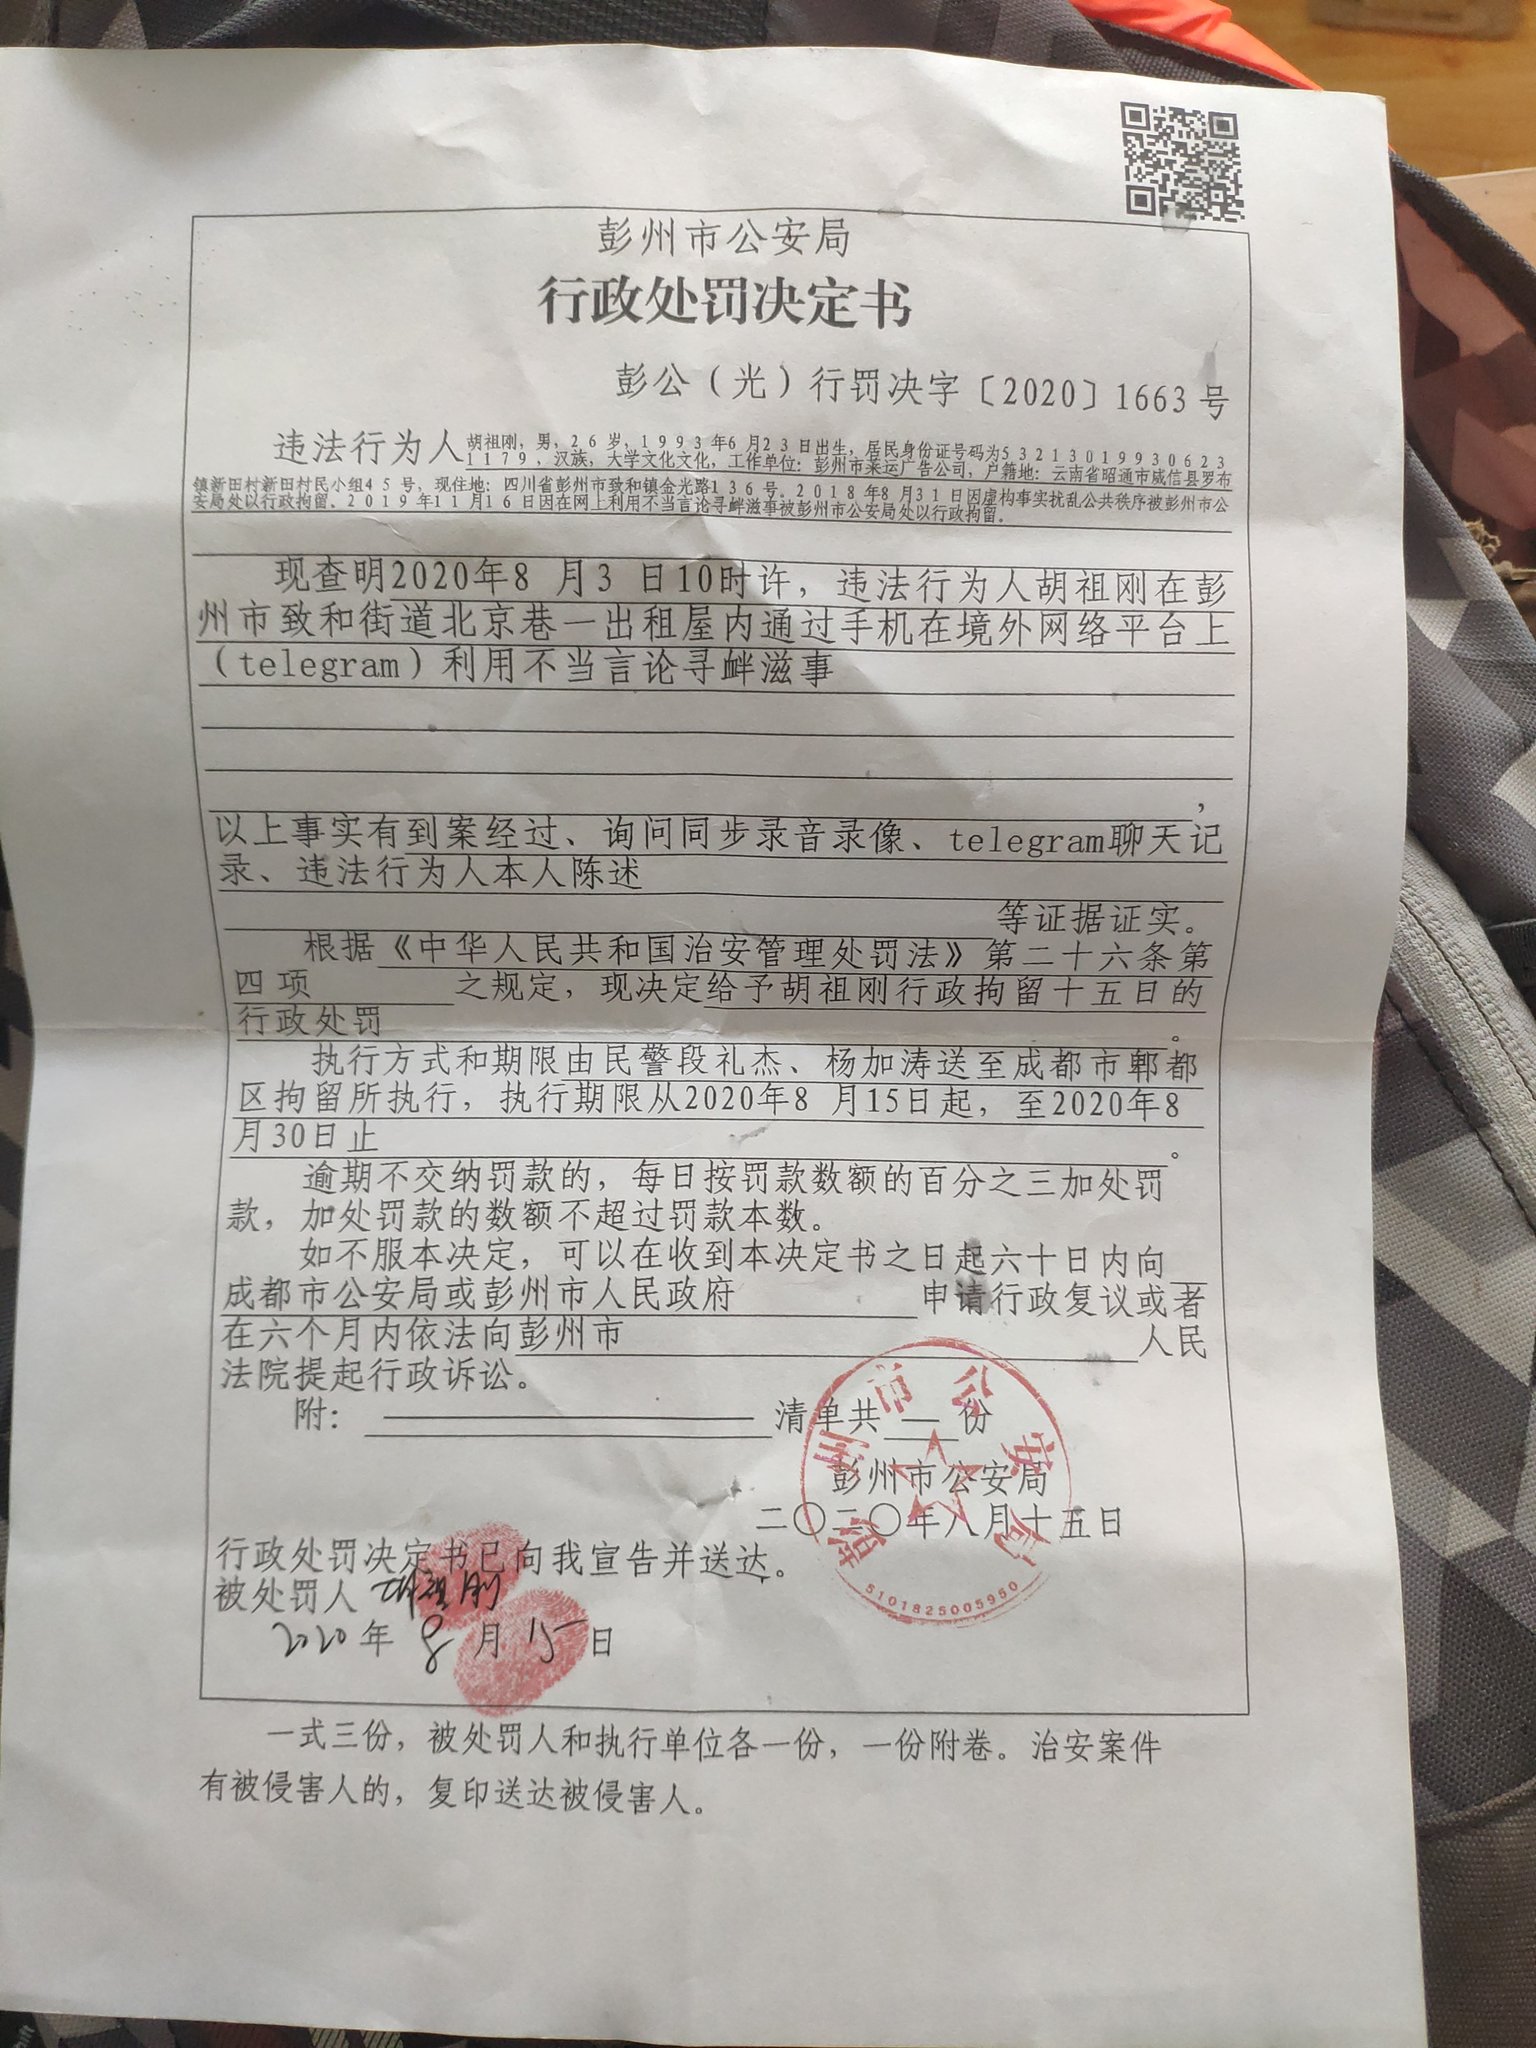 彭州市公安局
行政处罚决定书
彭公（光）行罚决字〔2020〕1663号
违法行为人胡祖刚，男，26岁，1993年6月23日出生，居民身份证号码为53213019930623
1179，汉族，大学文化文化，工作单位：彭州市莱运广告公司，户籍地：云南省昭通市威信县罗布
镇新田村新田村民小组45号，现住地：四川省彭州市致和镇金光路136号。2018年8月31日因虚构事实扰乱公共秩序被彭州市公
安局处以行政拘留、2019年11月16日因在网上利用不当言论寻衅滋事被彭州市公安局处以行政拘留。
现查明2020年8 月3 日10时许，违法行为人胡祖刚在彭
州市致和街道北京巷一出租屋内通过手机在境外网络平台上
（telegram）利用不当言论寻衅滋事
，
以上事实有到案经过、询问同步录音录像、telegram聊天记
录、违法行为人本人陈述
等证据证实。
根据《中华人民共和国治安管理处罚法》第二十六条第
四项 之规定，现决定给予胡祖刚行政拘留十五日的
行政处罚 。
执行方式和期限由民警段礼杰、杨加涛送至成都市郫都
区拘留所执行，执行期限从2020年8 月15日起，至2020年8
月30日止 。
逾期不交纳罚款的，每日按罚款数额的百分之三加处罚
款，加处罚款的数额不超过罚款本数。
如不服本决定，可以在收到本决定书之日起六十日内向
成都市公安局或彭州市人民政府 申请行政复议或者
在六个月内依法向彭州市 人民
法院提起行政诉讼。
附： 清单共 份
彭州市公安局
二〇二〇年八月十五日
彭州市公安局
5101825005950
行政处罚决定书已向我宣告并送达。
被处罚人 胡祖刚
2020年 8 月 15 日
一式三份，被处罚人和执行单位各一份，一份附卷。治安案件
有被侵害人的，复印送达被侵害人。